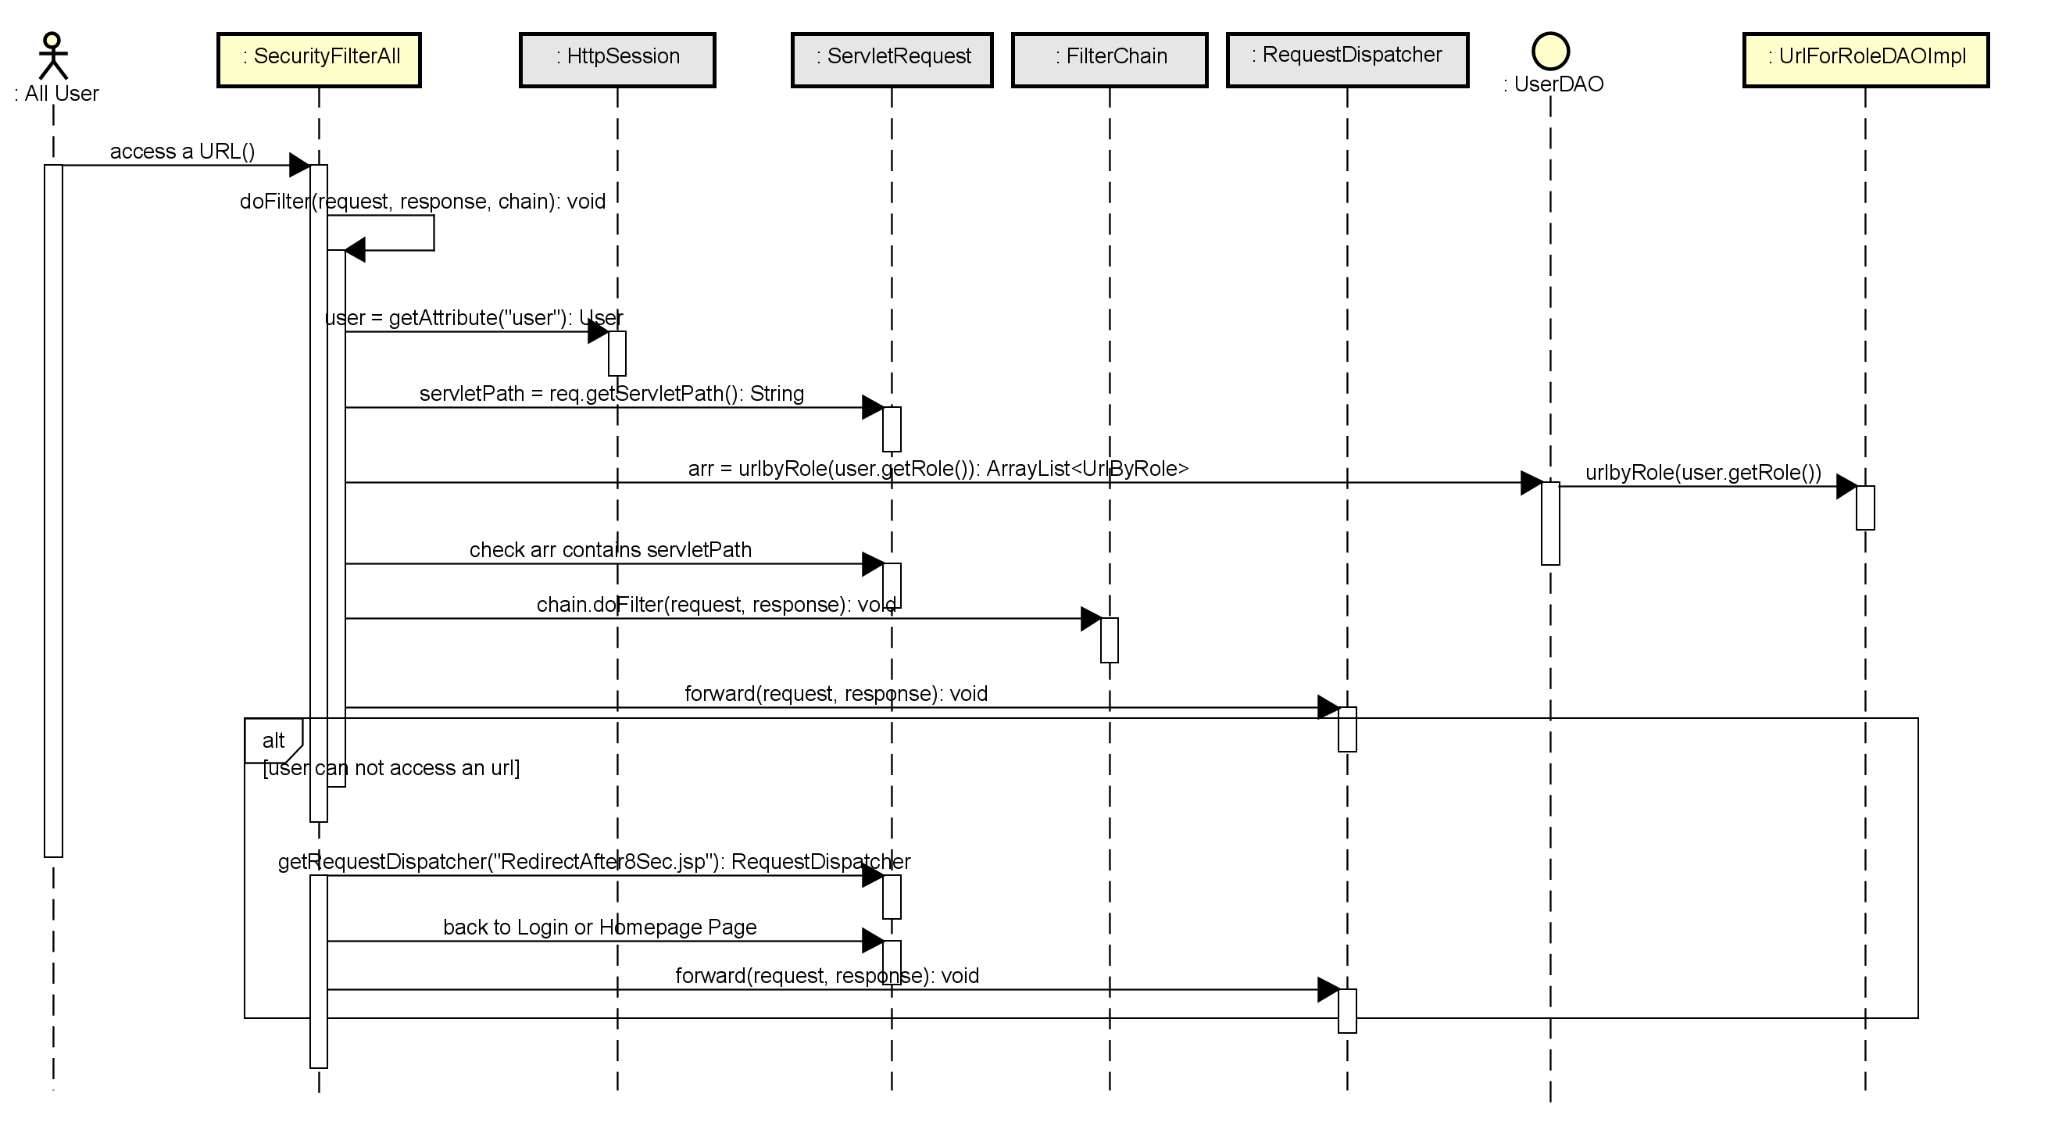 : All User
: SecurityFilterAll
: HttpSession
: ServletRequest
: FilterChain
: RequestDispatcher
: UserDAO
: UrlForRoleDAOImpl
access a URL()
doFilter(request, response, chain): void
user = getAttribute("user"): User
servletPath = req.getServletPath(): String
arr = urlbyRole(user.getRole()): ArrayList<UrlByRole>
urlbyRole(user.getRole())
check arr contains servletPath
chain.doFilter(request, response): void
forward(request, response): void
alt
[user can not access an url]
getRequestDispatcher("RedirectAfter8Sec.jsp"): RequestDispatcher
back to Login or Homepage Page
forward(request, response): void